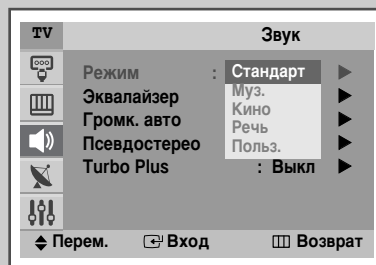 TV Звук
Режим : Стандарт
Муз.
Эквалайзер
Кино
Громк. авто
Речь
Псевдостерео
Польз.
Turbo Plus : Выкл
Перем. Вход Возврат